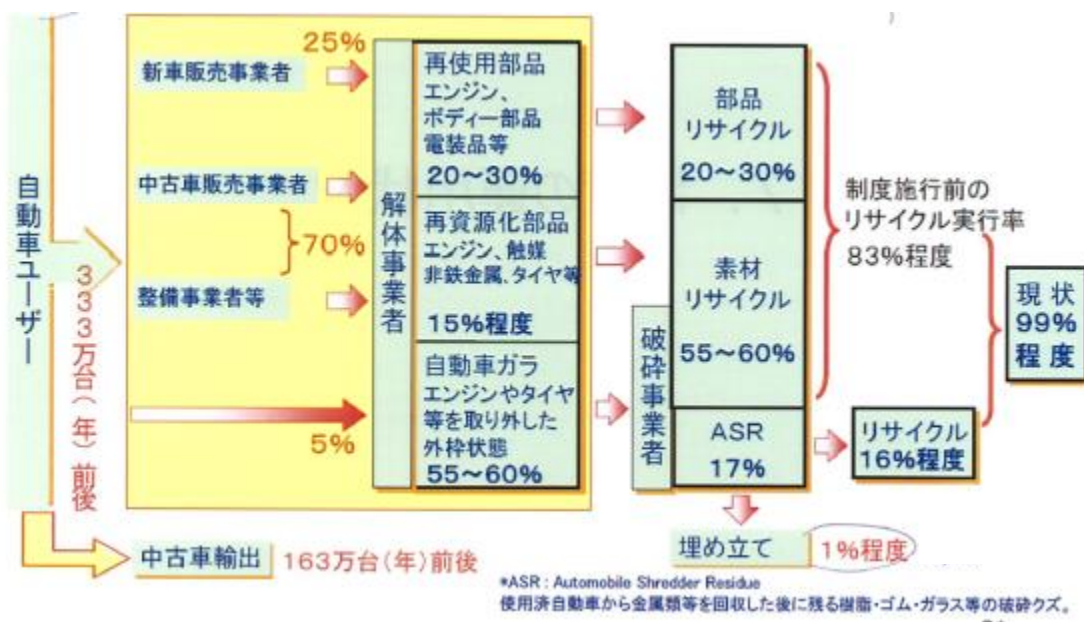 自動車ユーザー
333万台(年)前後
新車販売事業者
25%
中古車販売事業者
70%
整備事業者等
5%
解体事業者
再使用部品
エンジン、
ボディー部品
電装品等
20~30%
再資源化部品
エンジン、触媒
非鉄金属、タイヤ等
15%程度
自動車ガラ
エンジンやタイヤ
等を取り外した
外枠状態
55~60%
破砕事業者
部品
リサイクル
20~30%
素材
リサイクル
55~60%
ASR
17%
制度施行前の
リサイクル実行率
83%程度
リサイクル
16%程度
現状
99%
程度
埋め立て
1%程度
中古車輸出
163万台(年)前後
*ASR : Automobile Shredder Residue
使用済自動車から金属類等を回収した後に残る樹脂・ゴム・ガラス等の破砕クズ。